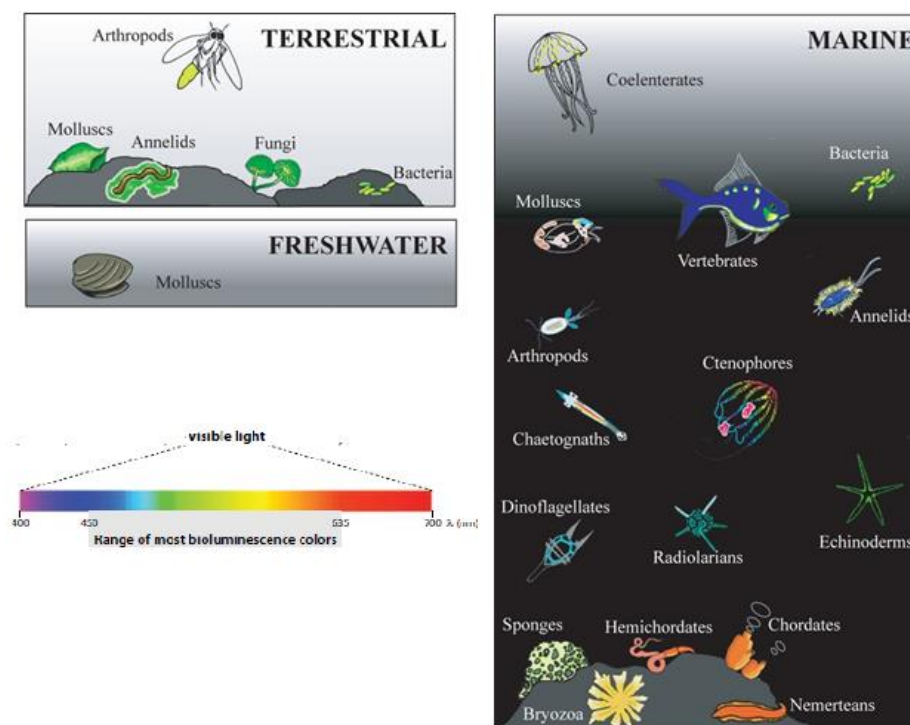 TERRESTRIAL
Arthropods
Molluscs
Annelids
Fungi
Bacteria
FRESHWATER
Molluscs
visible light
400 450 635 700 λ (nm)
Range of most bioluminescence colors
MARINE
Coelenterates
Bacteria
Molluscs
Vertebrates
Annelids
Arthropods
Ctenophores
Chaetognaths
Dinoflagellates
Radiolarians
Echinoderms
Sponges
Hemichordates
Chordates
Bryozoa
Nemerteans